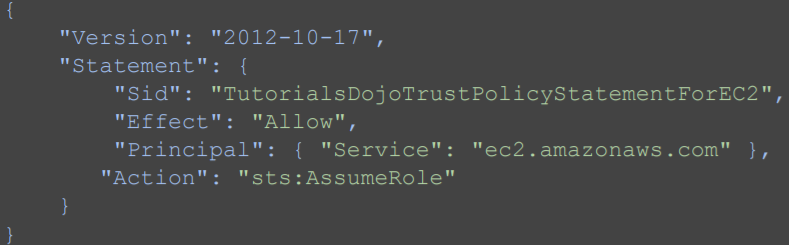 {
"Version": "2012-10-17",
"Statement": {
"Sid": "TutorialsDojoTrustPolicyStatementForEC2",
"Effect": "Allow",
"Principal": { "Service": "ec2.amazonaws.com" },
"Action": "sts:AssumeRole"
}
}